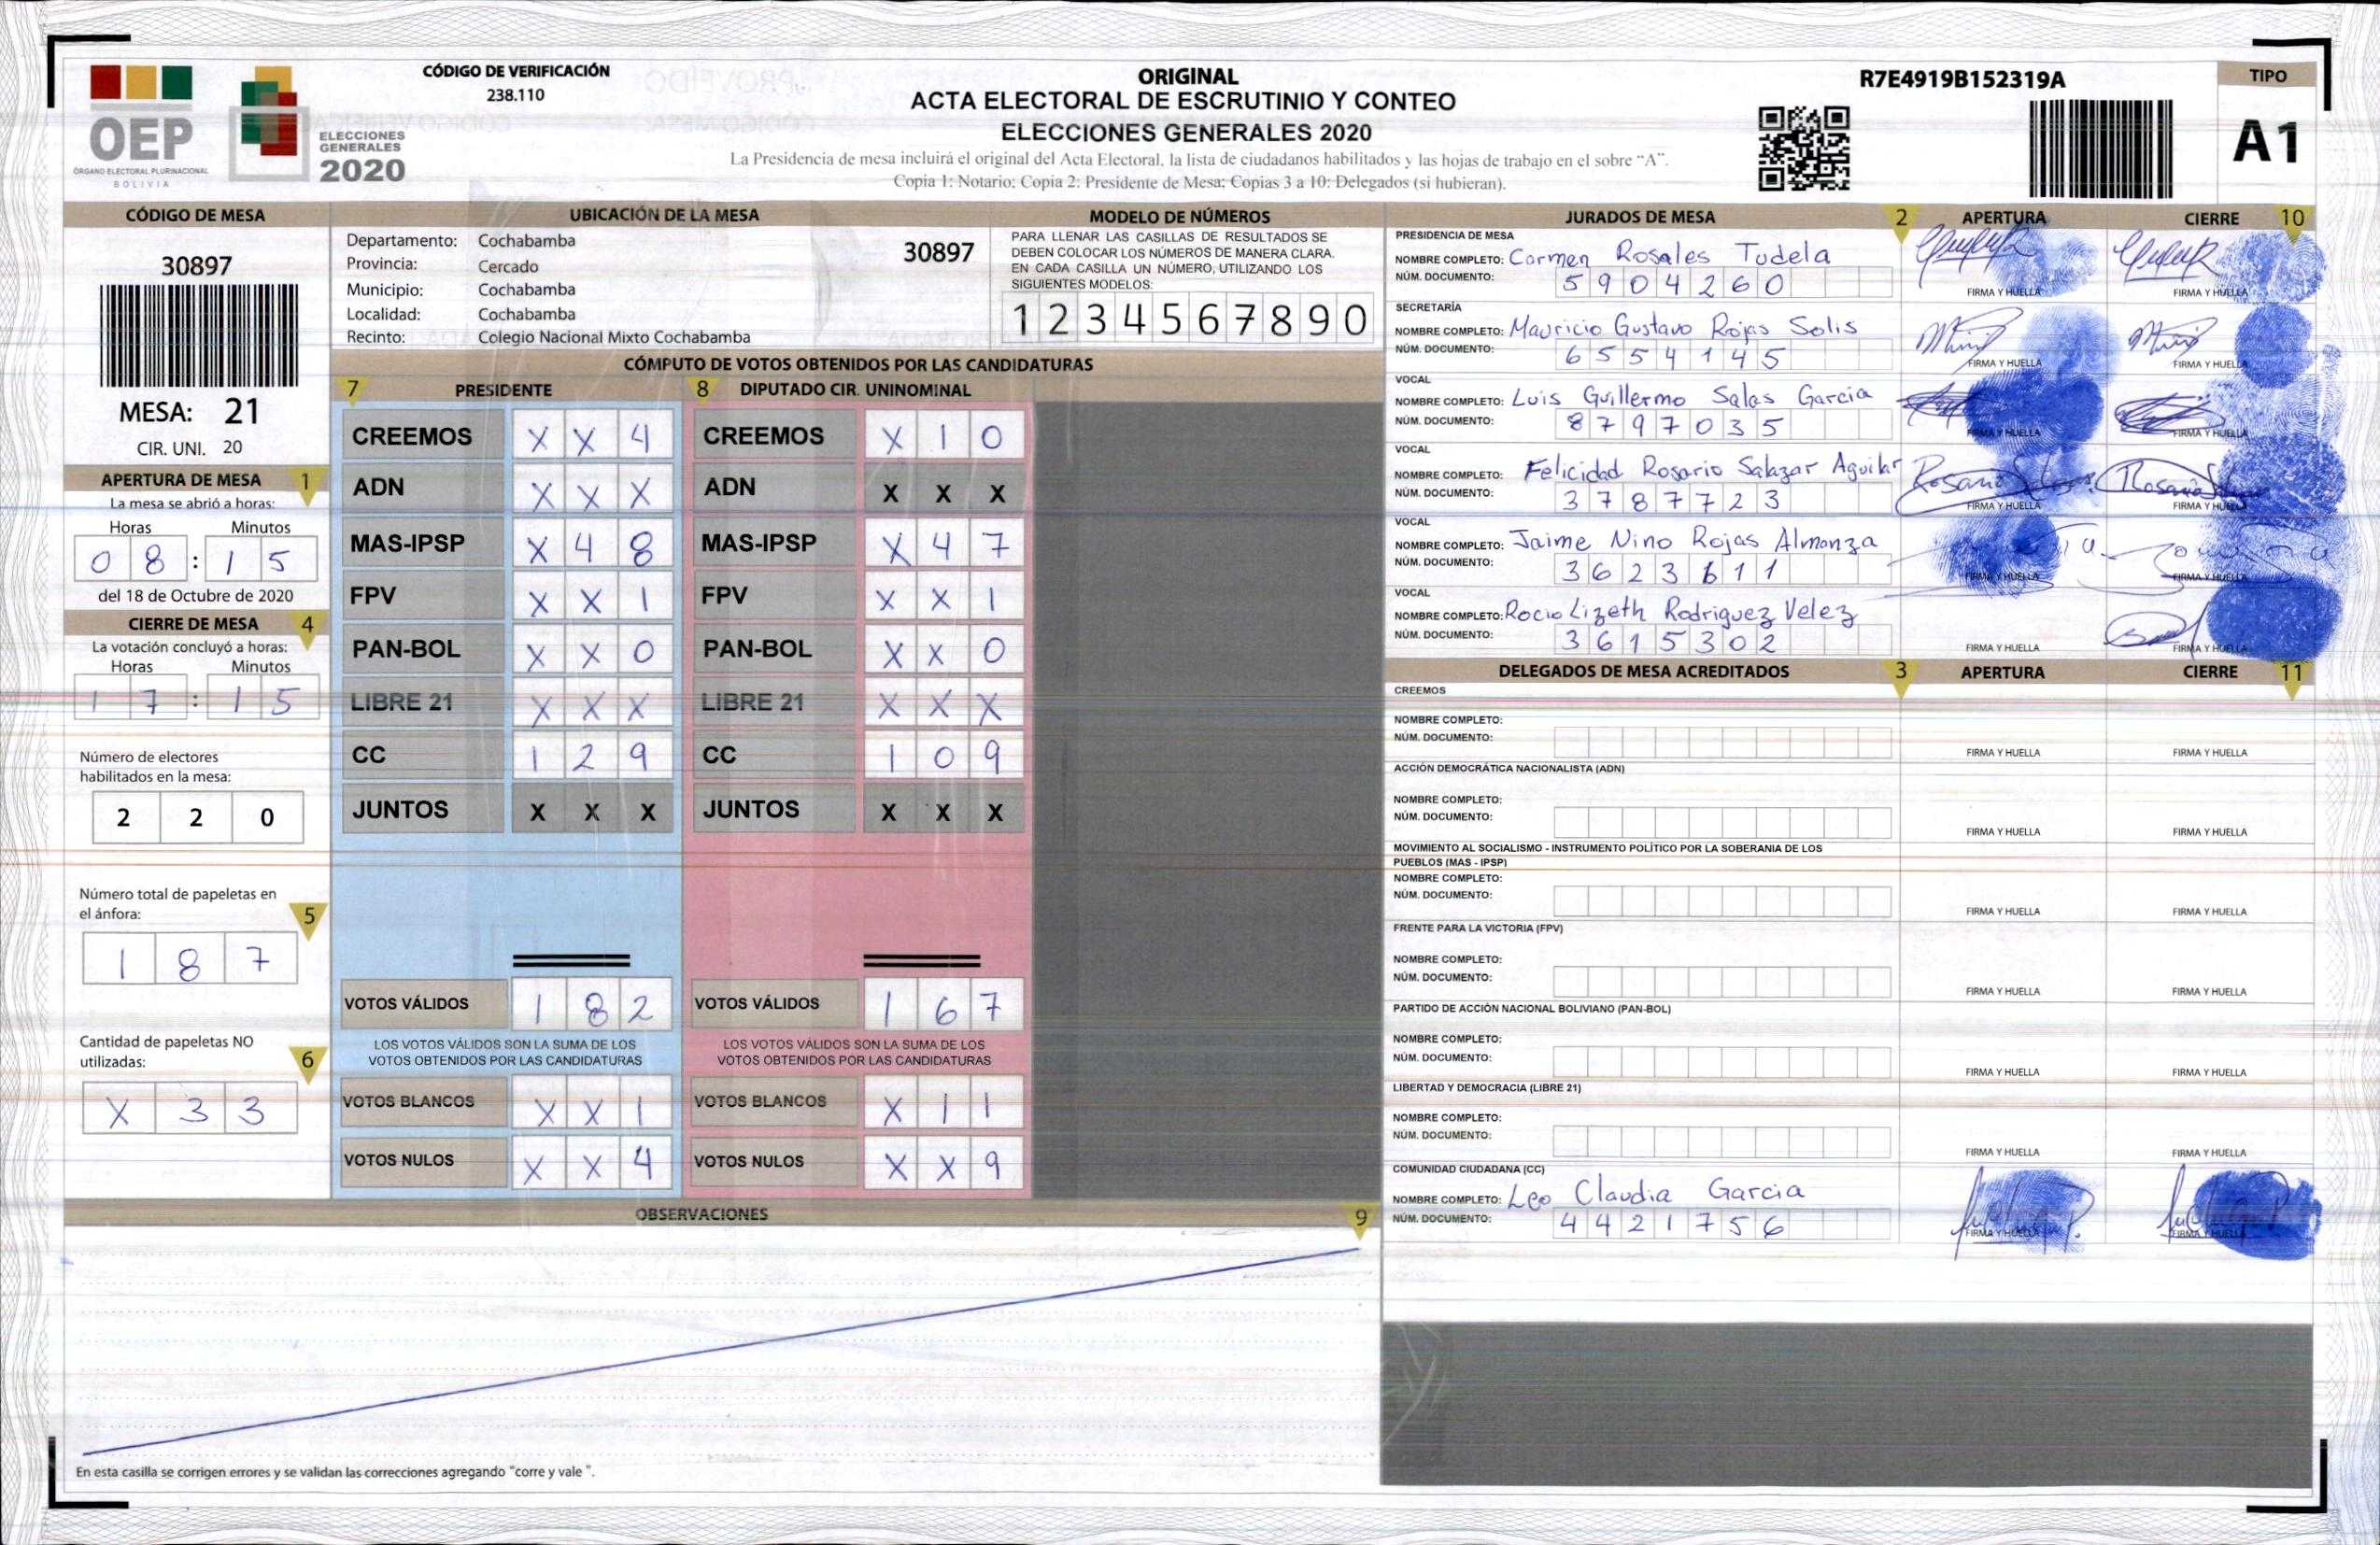 CÓDIGO DE VERIFICACIÓN
238.110
OEP
ÓRGANO ELECTORAL PLURINACIONAL
BOLIVIA
ELECCIONES
GENERALES
2020
ORIGINAL
ACTA ELECTORAL DE ESCRUTINIO Y CONTEO
ELECCIONES GENERALES 2020
La Presidencia de mesa incluirá el original del Acta Electoral, la lista de ciudadanos habilitados y las hojas de trabajo en el sobre “A”.
Copia 1: Notario; Copia 2: Presidente de Mesa; Copias 3 a 10: Delegados (si hubieran).
R7E4919B152319A
TIPO
A1
CÓDIGO DE MESA
30897
MESA: 21
CIR. UNI. 20
APERTURA DE MESA 1
La mesa se abrió a horas:
Horas Minutos
08 : 15
del 18 de Octubre de 2020
CIERRE DE MESA 4
La votación concluyó a horas:
Horas Minutos
17 : 15
Número de electores
habilitados en la mesa:
2 2 0
Número total de papeletas en
el ánfora: 5
1 8 7
Cantidad de papeletas NO
utilizadas: 6
X 3 3
UBICACIÓN DE LA MESA
Departamento: Cochabamba
30897
Provincia: Cercado
Municipio: Cochabamba
Localidad: Cochabamba
Recinto: Colegio Nacional Mixto Cochabamba
MODELO DE NÚMEROS
PARA LLENAR LAS CASILLAS DE RESULTADOS SE
DEBEN COLOCAR LOS NÚMEROS DE MANERA CLARA.
EN CADA CASILLA UN NÚMERO, UTILIZANDO LOS
SIGUIENTES MODELOS:
1 2 3 4 5 6 7 8 9 0
CÓMPUTO DE VOTOS OBTENIDOS POR LAS CANDIDATURAS
7 PRESIDENTE
CREEMOS X X 4
ADN X X X
MAS-IPSP X 4 8
FPV X X 1
PAN-BOL X X 0
LIBRE 21 X X X
CC 1 2 9
JUNTOS X X X
VOTOS VÁLIDOS 1 8 2
LOS VOTOS VÁLIDOS SON LA SUMA DE LOS
VOTOS OBTENIDOS POR LAS CANDIDATURAS
VOTOS BLANCOS X X 1
VOTOS NULOS X X 4
8 DIPUTADO CIR. UNINOMINAL
CREEMOS X 1 0
ADN X X X
MAS-IPSP X 4 7
FPV X X 1
PAN-BOL X X 0
LIBRE 21 X X X
CC 1 0 9
JUNTOS X X X
VOTOS VÁLIDOS 1 6 7
LOS VOTOS VÁLIDOS SON LA SUMA DE LOS
VOTOS OBTENIDOS POR LAS CANDIDATURAS
VOTOS BLANCOS X 1 1
VOTOS NULOS X X 9
OBSERVACIONES 9
En esta casilla se corrigen errores y se validan las correcciones agregando "corre y vale ".
JURADOS DE MESA 2 APERTURA CIERRE 10
PRESIDENCIA DE MESA
NOMBRE COMPLETO: Carmen Rosales Tudela
NÚM. DOCUMENTO: 5904260
FIRMA Y HUELLA FIRMA Y HUELLA
SECRETARÍA
NOMBRE COMPLETO: Mauricio Gustavo Rojas Solis
NÚM. DOCUMENTO: 6554145
FIRMA Y HUELLA FIRMA Y HUELLA
VOCAL
NOMBRE COMPLETO: Luis Guillermo Salas Garcia
NÚM. DOCUMENTO: 8797035
FIRMA Y HUELLA FIRMA Y HUELLA
VOCAL
NOMBRE COMPLETO: Felicidad Rosario Salazar Aguilar
NÚM. DOCUMENTO: 3787723
FIRMA Y HUELLA FIRMA Y HUELLA
VOCAL
NOMBRE COMPLETO: Jaime Nino Rojas Almanza
NÚM. DOCUMENTO: 3623611
FIRMA Y HUELLA FIRMA Y HUELLA
VOCAL
NOMBRE COMPLETO: Rocio Lizeth Rodriguez Velez
NÚM. DOCUMENTO: 3615302
FIRMA Y HUELLA FIRMA Y HUELLA
DELEGADOS DE MESA ACREDITADOS 3 APERTURA CIERRE 11
CREEMOS
NOMBRE COMPLETO:
NÚM. DOCUMENTO:
FIRMA Y HUELLA FIRMA Y HUELLA
ACCIÓN DEMOCRÁTICA NACIONALISTA (ADN)
NOMBRE COMPLETO:
NÚM. DOCUMENTO:
FIRMA Y HUELLA FIRMA Y HUELLA
MOVIMIENTO AL SOCIALISMO - INSTRUMENTO POLÍTICO POR LA SOBERANIA DE LOS
PUEBLOS (MAS - IPSP)
NOMBRE COMPLETO:
NÚM. DOCUMENTO:
FIRMA Y HUELLA FIRMA Y HUELLA
FRENTE PARA LA VICTORIA (FPV)
NOMBRE COMPLETO:
NÚM. DOCUMENTO:
FIRMA Y HUELLA FIRMA Y HUELLA
PARTIDO DE ACCIÓN NACIONAL BOLIVIANO (PAN-BOL)
NOMBRE COMPLETO:
NÚM. DOCUMENTO:
FIRMA Y HUELLA FIRMA Y HUELLA
LIBERTAD Y DEMOCRACIA (LIBRE 21)
NOMBRE COMPLETO:
NÚM. DOCUMENTO:
FIRMA Y HUELLA FIRMA Y HUELLA
COMUNIDAD CIUDADANA (CC)
NOMBRE COMPLETO: Leo Claudia Garcia
NÚM. DOCUMENTO: 4421756
FIRMA Y HUELLA FIRMA Y HUELLA